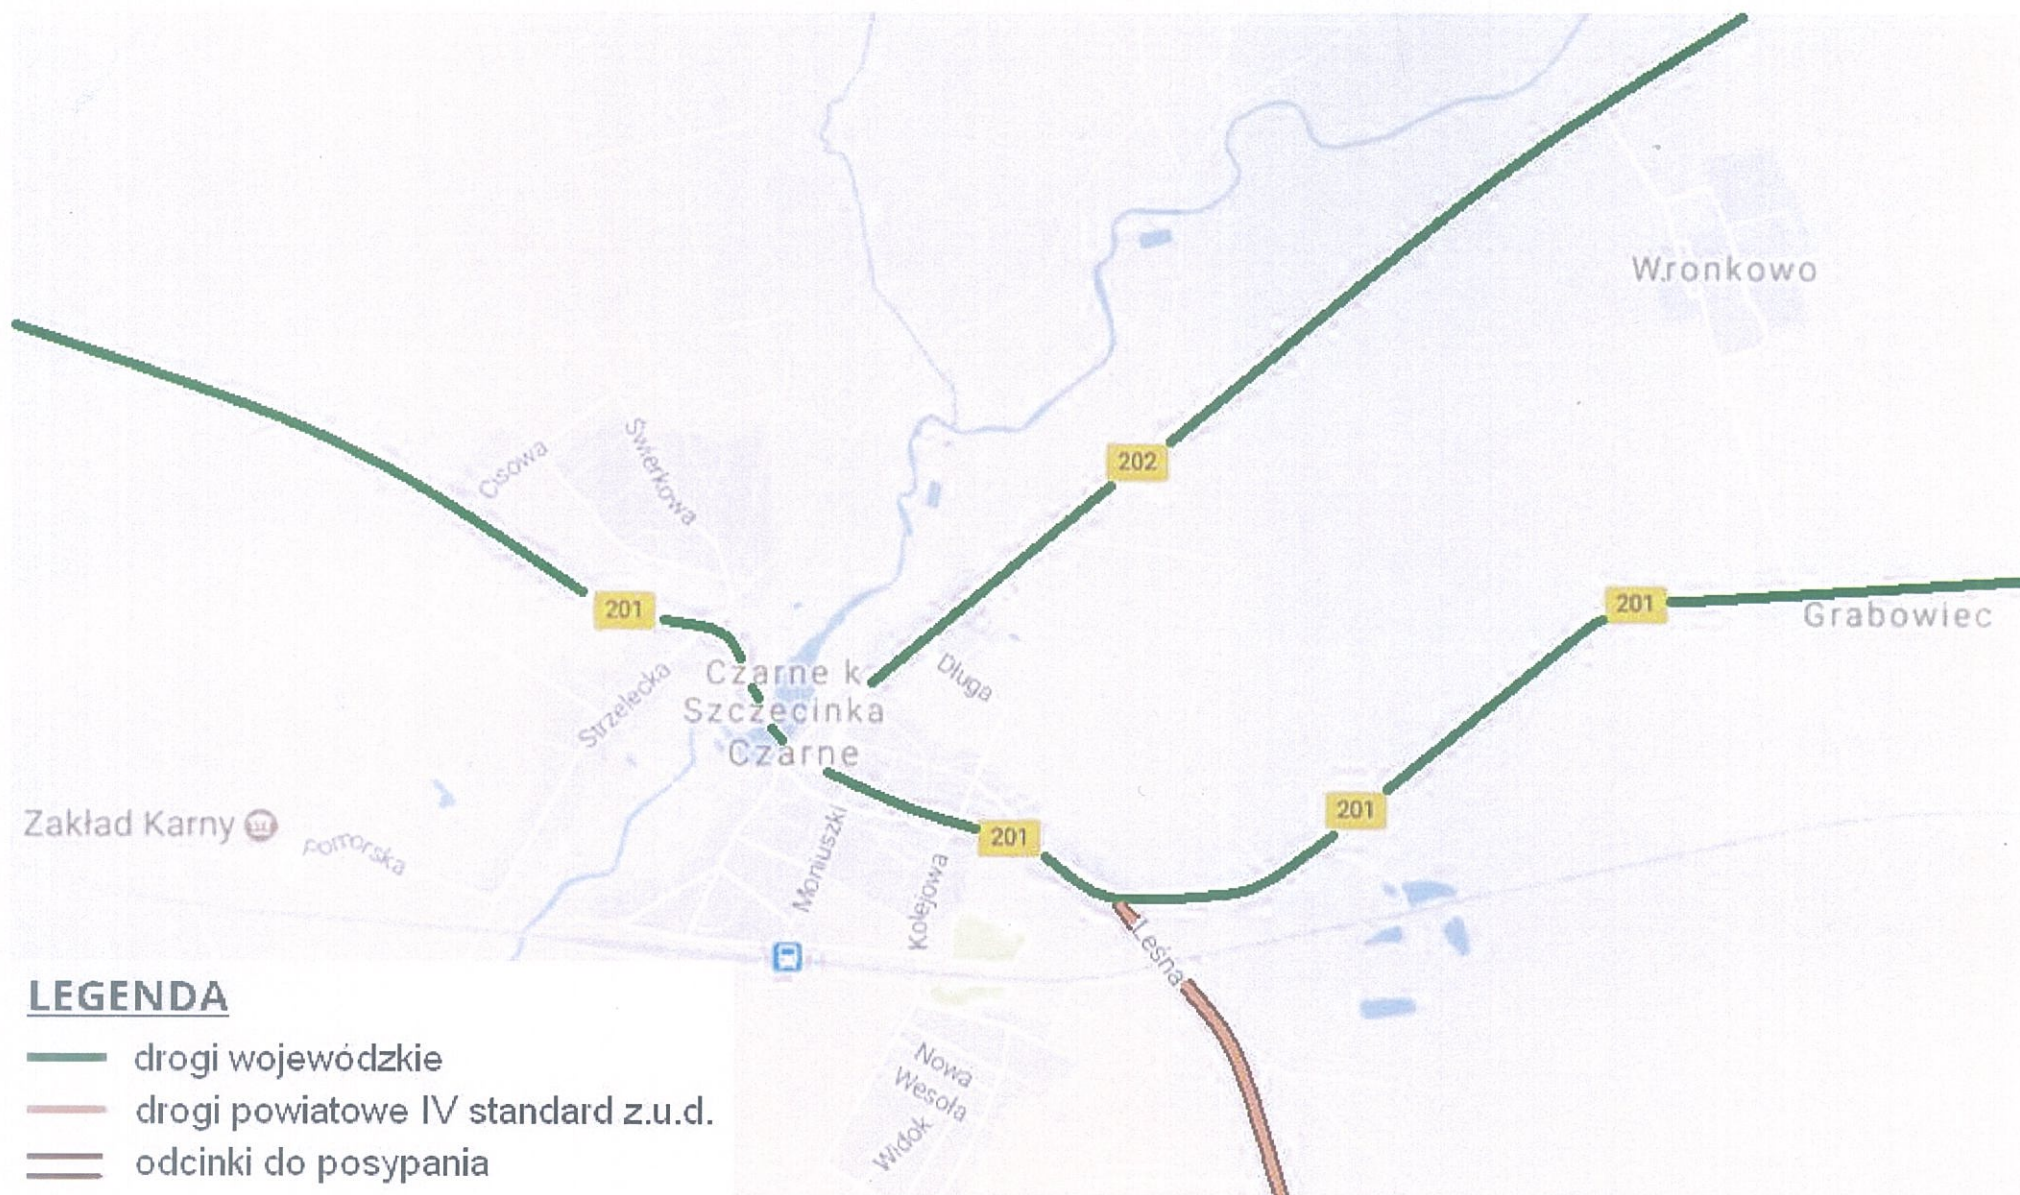 W.ronkowo
Świerkowa
Cisowa
202
201
201
Grabowiec
Długa
Czarne k
Szczecinka
Czarne
Strzelecka
Zakład Karny
Pomorska
Moniuszki
Kolejowa
201
201
Leśna
Nowa
Wesoła
Widok
LEGENDA
drogi wojewódzkie
drogi powiatowe IV standard z.u.d.
odcinki do posypania